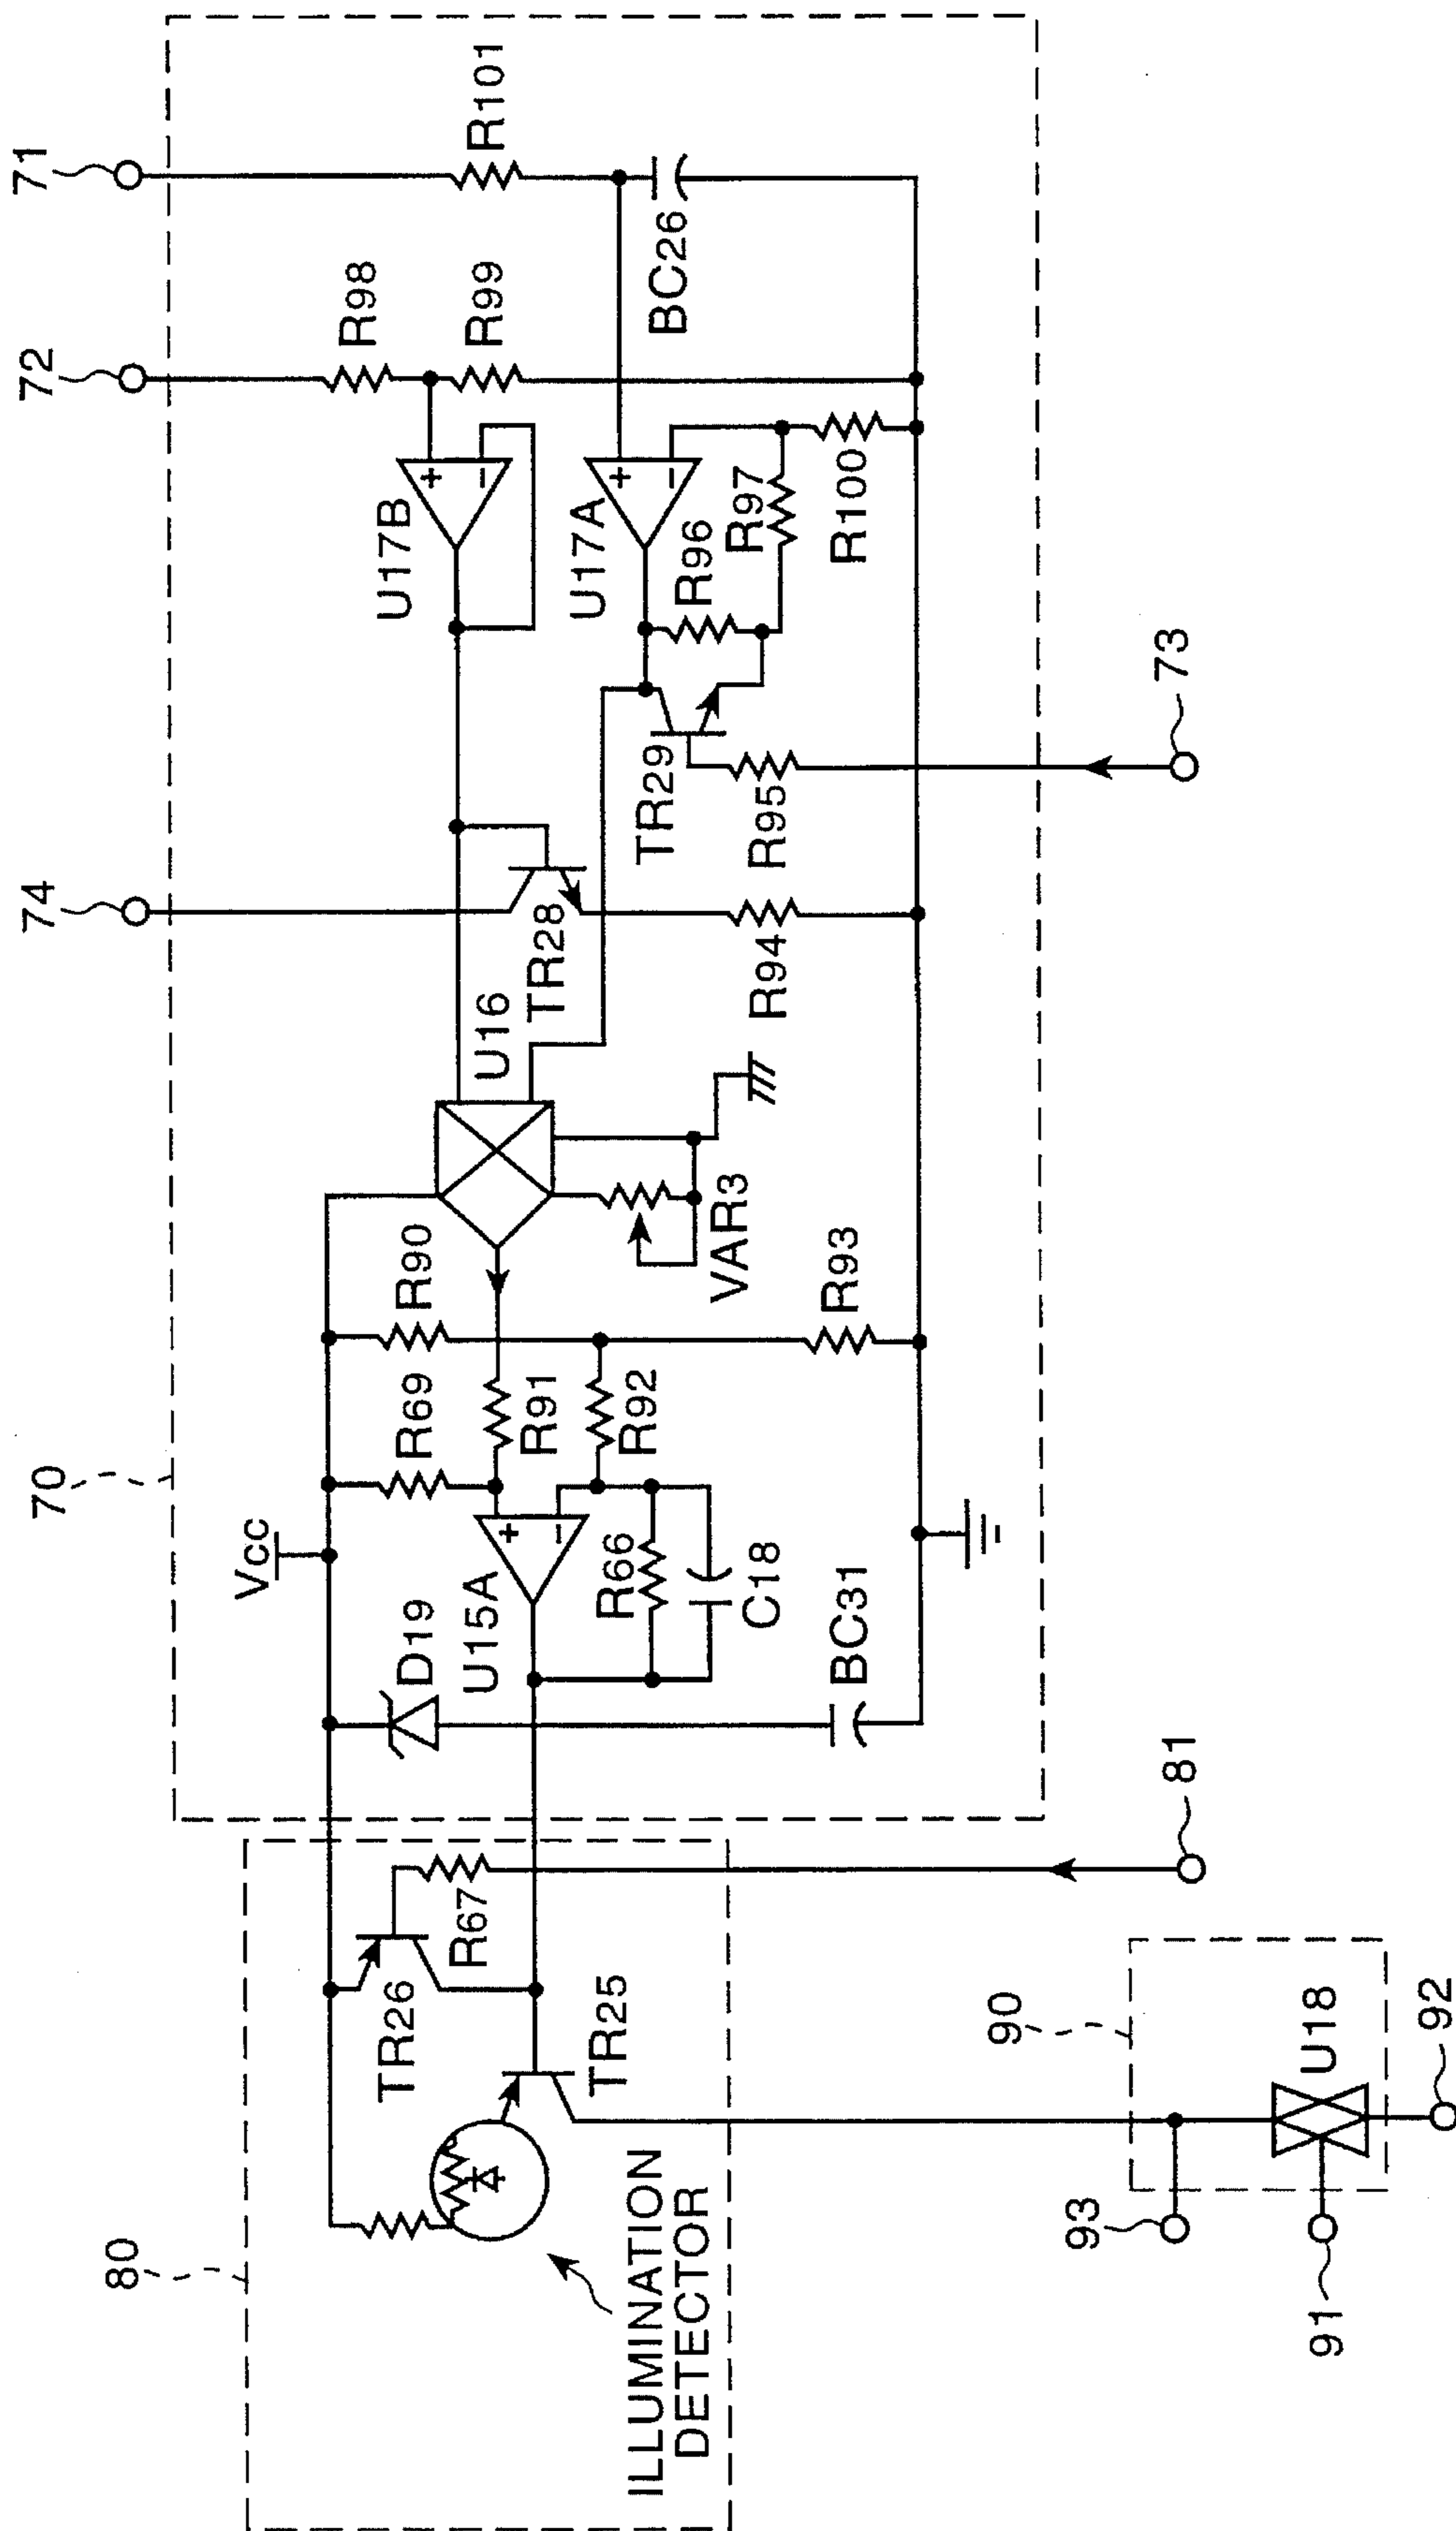 70
71
72
74
73
R101
R98
R99
BC26
U17B
U17A
R96
R97
R100
TR29
R95
TR28
R94
U16
VAR3
R90
R93
R69
R91
R92
Vcc
U15A
+
−
+
−
+
−
R66
C18
D19
BC31
80
81
R67
TR26
TR25
ILLUMINATION
DETECTOR
90
U18
93
91
92